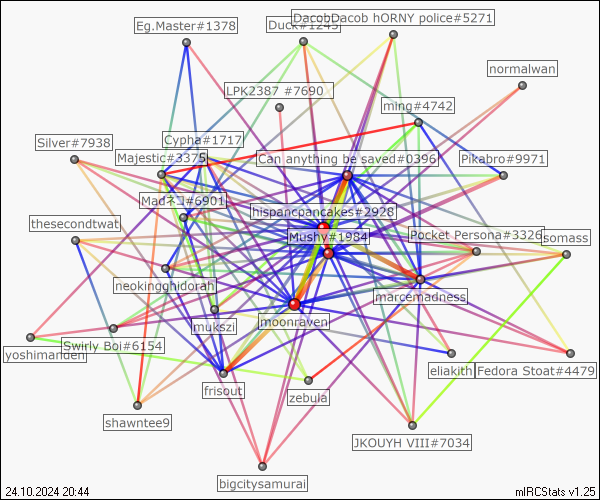 DacobDacob hORNY police#5271
Eg.Master#1378
Duck#1243
normalwan
LPK2387 #7690
ming#4742
Silver#7938
Cypha#1717
Majestic#3375
Can anything be saved#0396
Pikabro#9971
Madネコ#6901
hispancpancakes#2928
thesecondtwat
Mushy#1984
Pocket Persona#3326
somass
neokingghidorah
marcemadness
mukszi
moonraven
Swirly Boi#6154
yoshimanden
eliakith
Fedora Stoat#4479
frisout
zebula
shawntee9
JKOUYH VIII#7034
bigcitysamurai
24.10.2024 20:44
mIRCStats v1.25